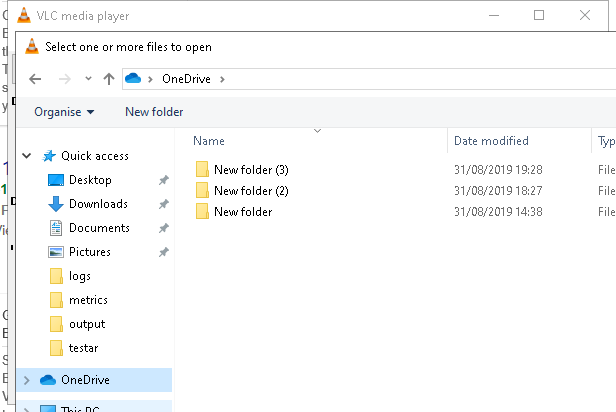 VLC media player
Select one or more files to open
OneDrive
Organise New folder
Name Date modified Typ
Quick access
New folder (3) 31/08/2019 19:28 File
Desktop
New folder (2) 31/08/2019 18:27 File
Downloads
New folder 31/08/2019 14:38 File
Documents
Pictures
logs
metrics
output
testar
OneDrive
This PC